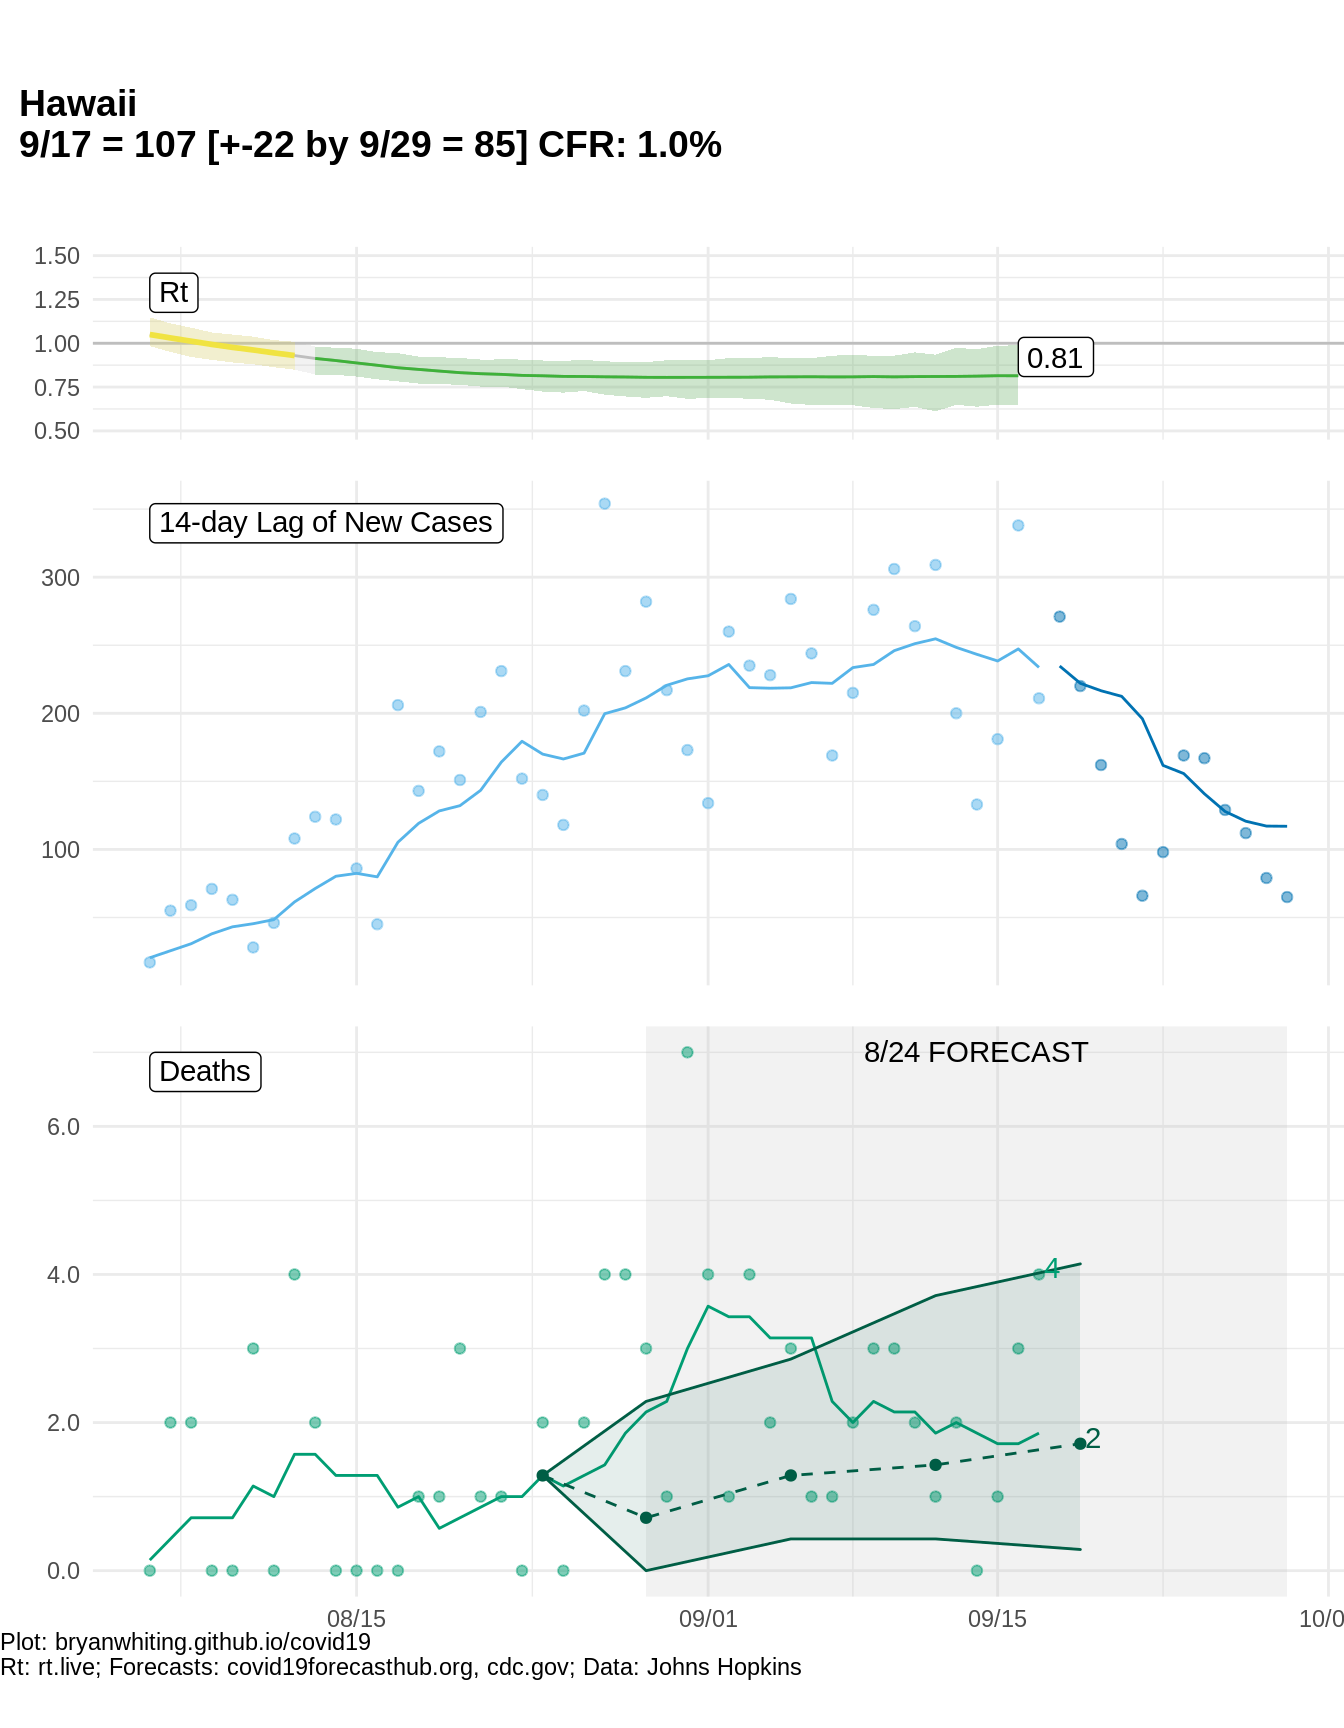 Hawaii
9/17 = 107 [+-22 by 9/29 = 85] CFR: 1.0%
1.50
Rt
1.25
1.00
0.81
0.75
0.50
14-day Lag of New Cases
300
200
100
8/24 FORECAST
Deaths
6.0
4.0
4
2.0
2
0.0
08/15 09/01 09/15 10/0
Plot: bryanwhiting.github.io/covid19
Rt: rt.live; Forecasts: covid19forecasthub.org, cdc.gov; Data: Johns Hopkins